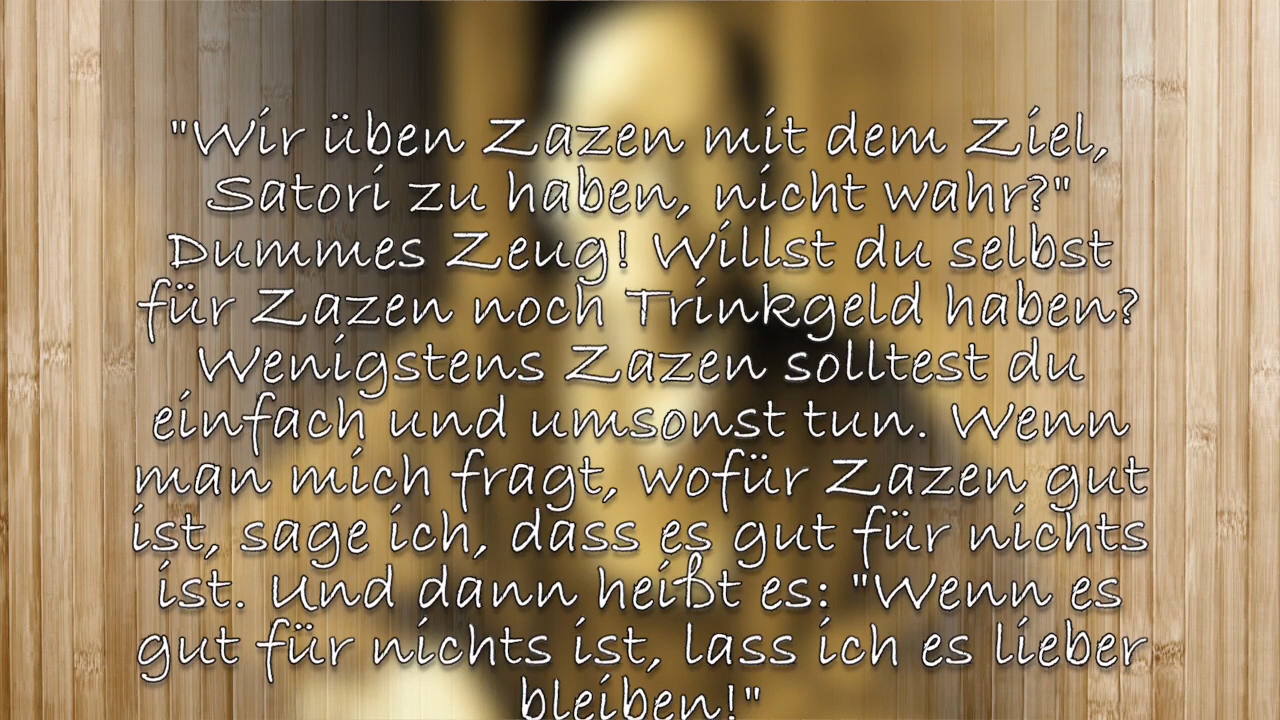 "Wir üben Zazen mit dem Ziel,
Satori zu haben, nicht wahr?"
Dummes Zeug! Willst du selbst
für Zazen noch Trinkgeld haben?
Wenigstens Zazen solltest du
einfach und umsonst tun. Wenn
man mich fragt, wofür Zazen gut
ist, sage ich, dass es gut für nichts
ist. Und dann heißt es: "Wenn es
gut für nichts ist, lass ich es lieber
bleiben!"